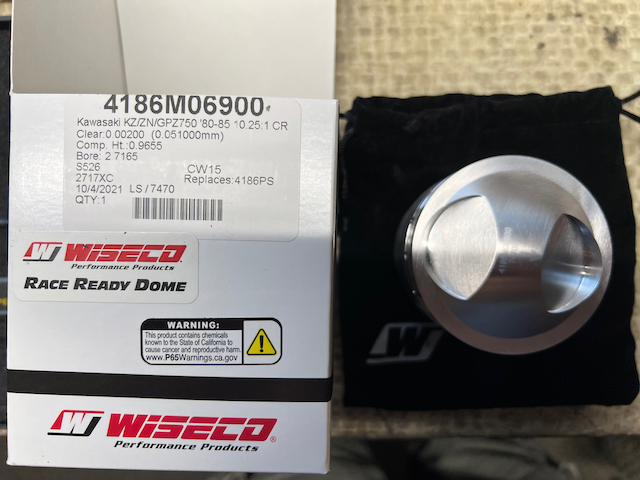 4186M06900
Kawasaki KZ/ZN/GPZ750 '80-85 10.25:1 CR
Clear:0.00200 (0.051000mm)
Comp. Ht.:0.9655
Bore: 2.7165
S526 CW15
2717XC Replaces:4186PS
10/4/2021 LS / 7470
QTY:1
W WISECO
Performance Products
RACE READY DOME
WARNING:
This product contains chemicals
known to the State of California to
cause cancer and reproductive harm.
www.P65Warnings.ca.gov
W WISECO®
Performance Products
W